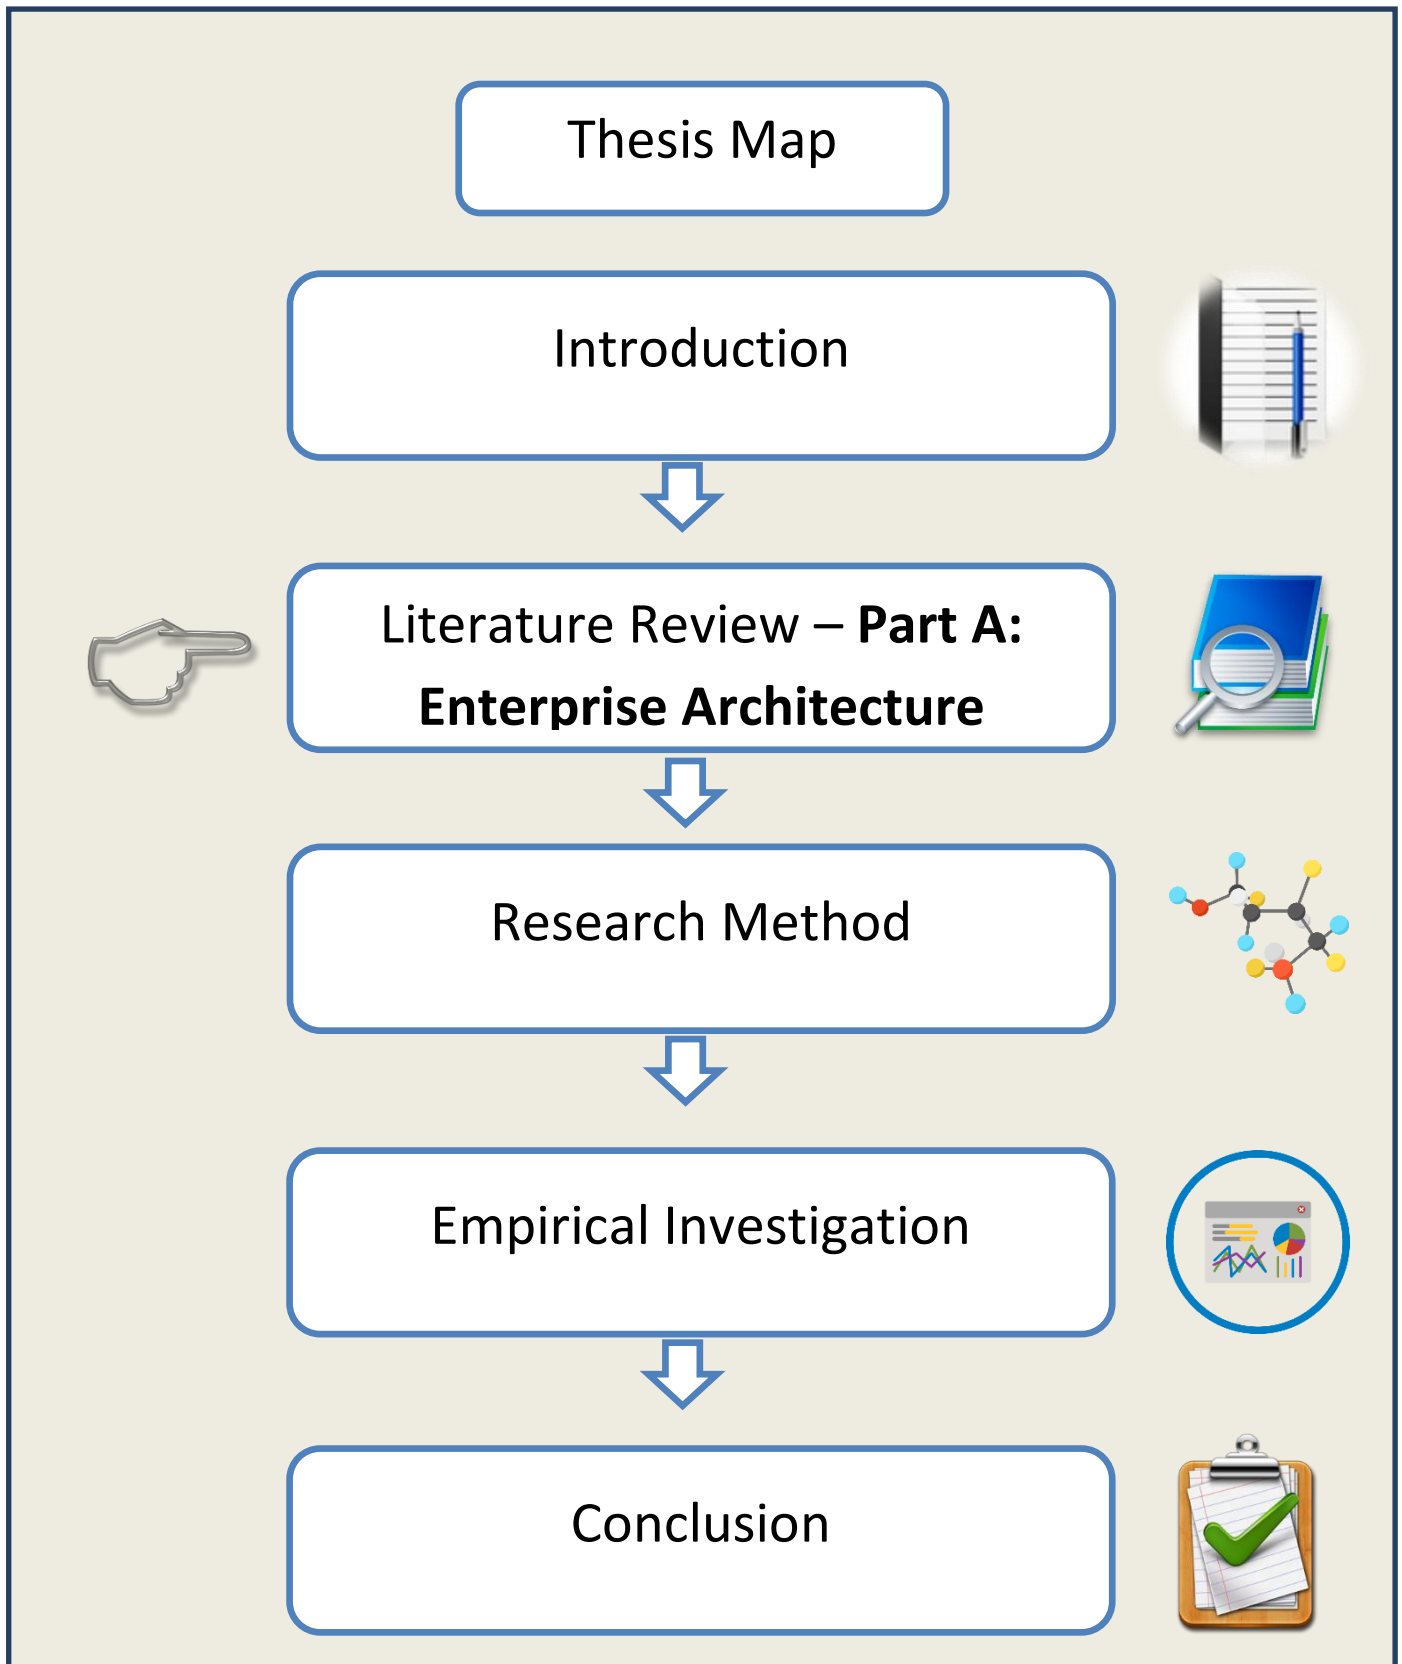 Thesis Map
Introduction
Literature Review – Part A:
Enterprise Architecture
Research Method
Empirical Investigation
Conclusion